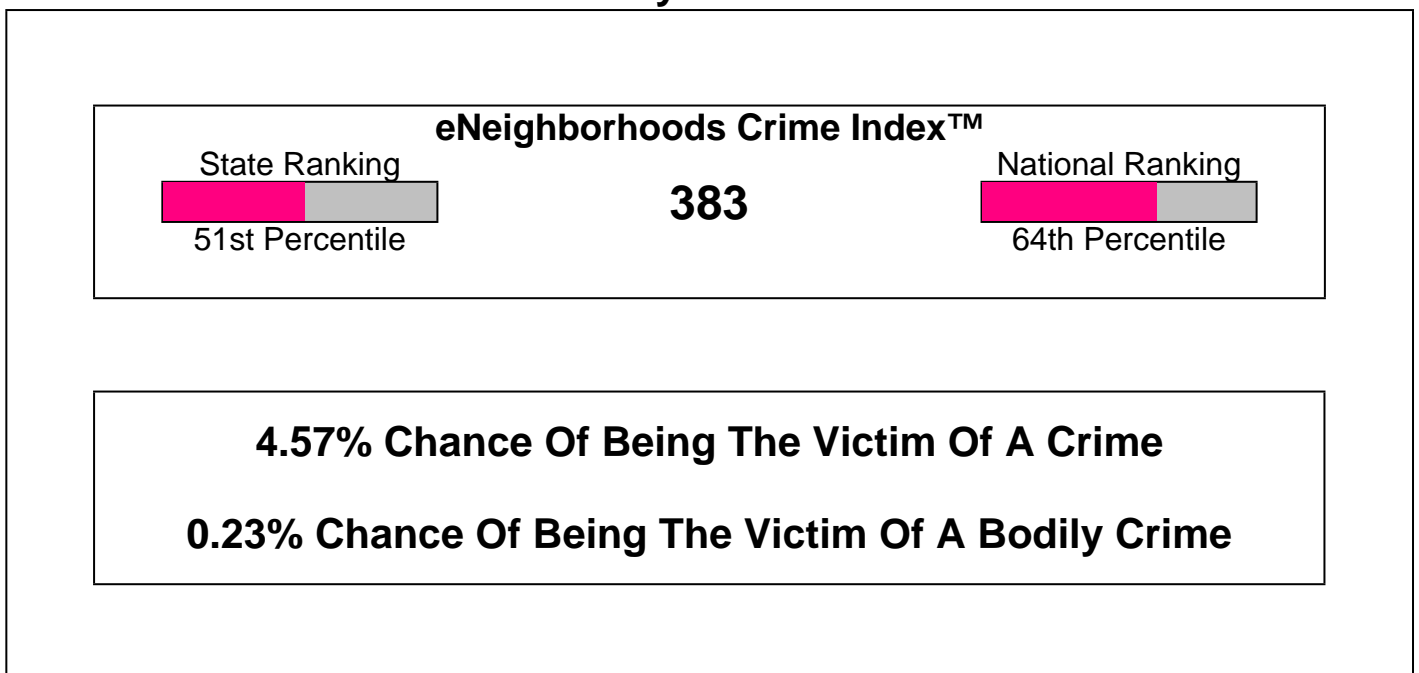 eNeighborhoods Crime Index™
State Ranking
383
National Ranking
51st Percentile
64th Percentile
4.57% Chance Of Being The Victim Of A Crime
0.23% Chance Of Being The Victim Of A Bodily Crime